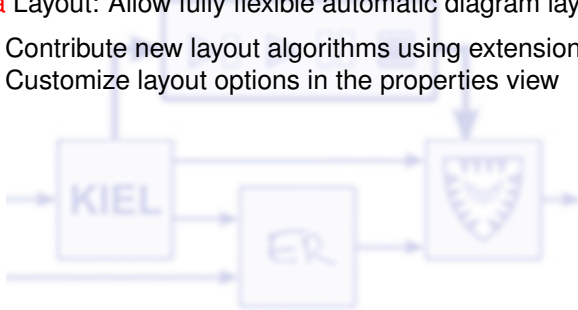 a Layout: Allow fully flexible automatic diagram lay
Contribute new layout algorithms using extension
Customize layout options in the properties view
KIEL
ER